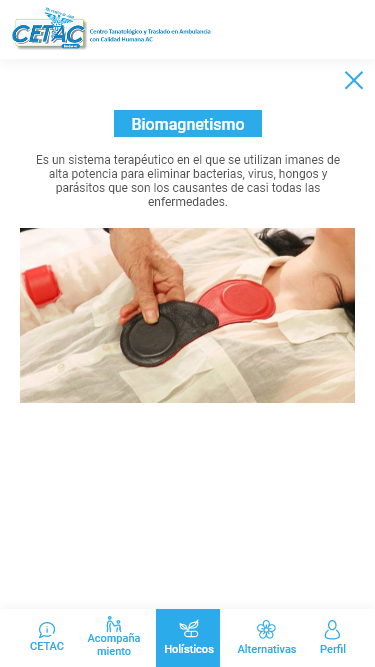 CETAC
Centro Tanatológico y Traslado en Ambulancia
con Calidad Humana AC
Biomagnetismo
Es un sistema terapéutico en el que se utilizan imanes de
alta potencia para eliminar bacterias, virus, hongos y
parásitos que son los causantes de casi todas las
enfermedades.
CETAC
Acompaña
miento
Holísticos
Alternativas
Perfil